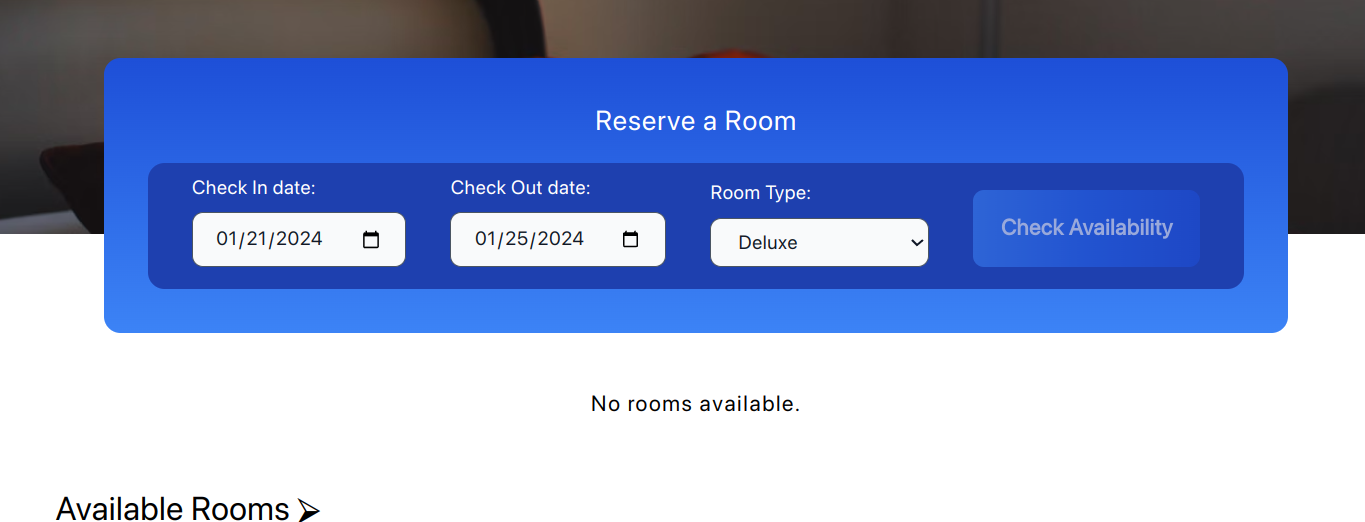 Reserve a Room
Check In date: Check Out date: Room Type:
01/21/2024 01/25/2024 Deluxe Check Availability
No rooms available.
Available Rooms ⮚